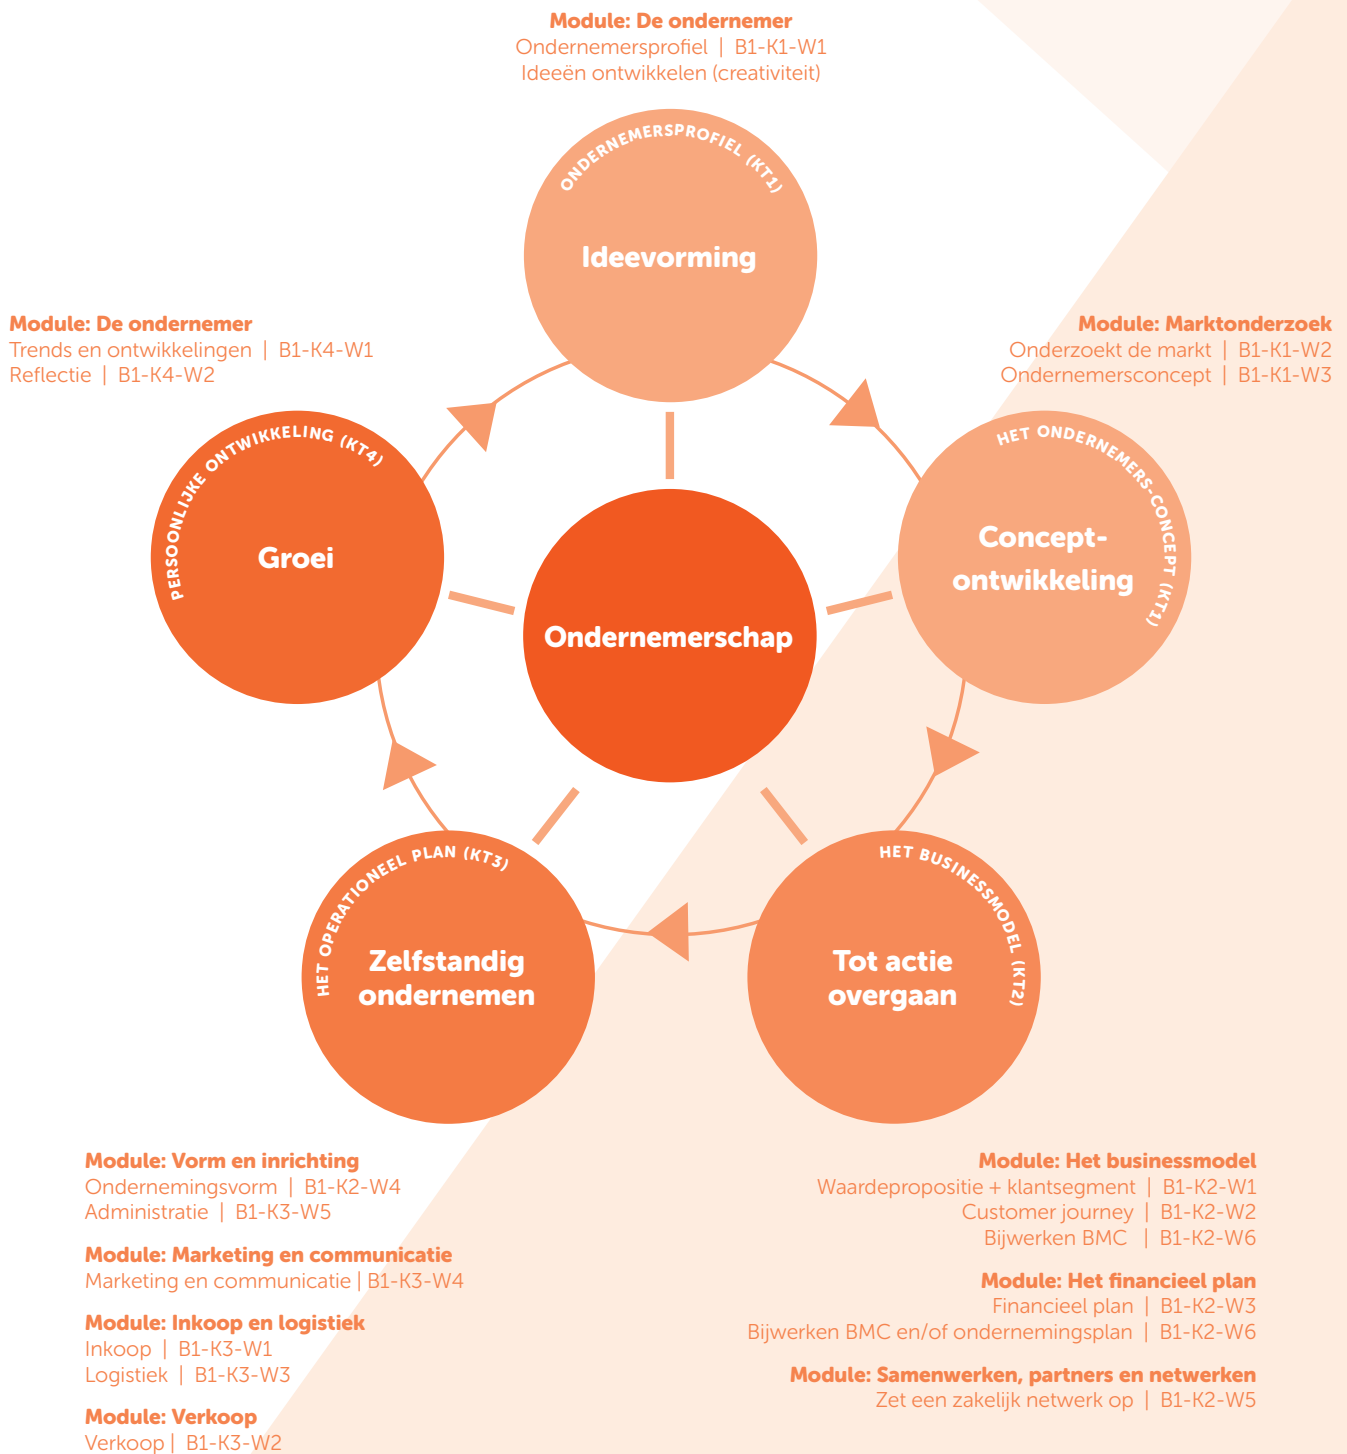 Module: De ondernemer
Ondernemersprofiel | B1-K1-W1
Ideeën ontwikkelen (creativiteit)
ONDERNEMERSPROFIEL (KT1)
Ideevorming
Module: De ondernemer
Trends en ontwikkelingen | B1-K4-W1
Reflectie | B1-K4-W2
Module: Marktonderzoek
Onderzoekt de markt | B1-K1-W2
Ondernemersconcept | B1-K1-W3
PERSOONLIJKE ONTWIKKELING (KT4)
Groei
HET ONDERNEMERS-CONCEPT (KT1)
Concept-
ontwikkeling
Ondernemerschap
HET OPERATIONEEL PLAN (KT3)
Zelfstandig
ondernemen
HET BUSINESSMODEL (KT2)
Tot actie
overgaan
Module: Vorm en inrichting
Ondernemingsvorm | B1-K2-W4
Administratie | B1-K3-W5
Module: Marketing en communicatie
Marketing en communicatie | B1-K3-W4
Module: Inkoop en logistiek
Inkoop | B1-K3-W1
Logistiek | B1-K3-W3
Module: Verkoop
Verkoop | B1-K3-W2
Module: Het businessmodel
Waardepropositie + klantsegment | B1-K2-W1
Customer journey | B1-K2-W2
Bijwerken BMC | B1-K2-W6
Module: Het financieel plan
Financieel plan | B1-K2-W3
Bijwerken BMC en/of ondernemingsplan | B1-K2-W6
Module: Samenwerken, partners en netwerken
Zet een zakelijk netwerk op | B1-K2-W5